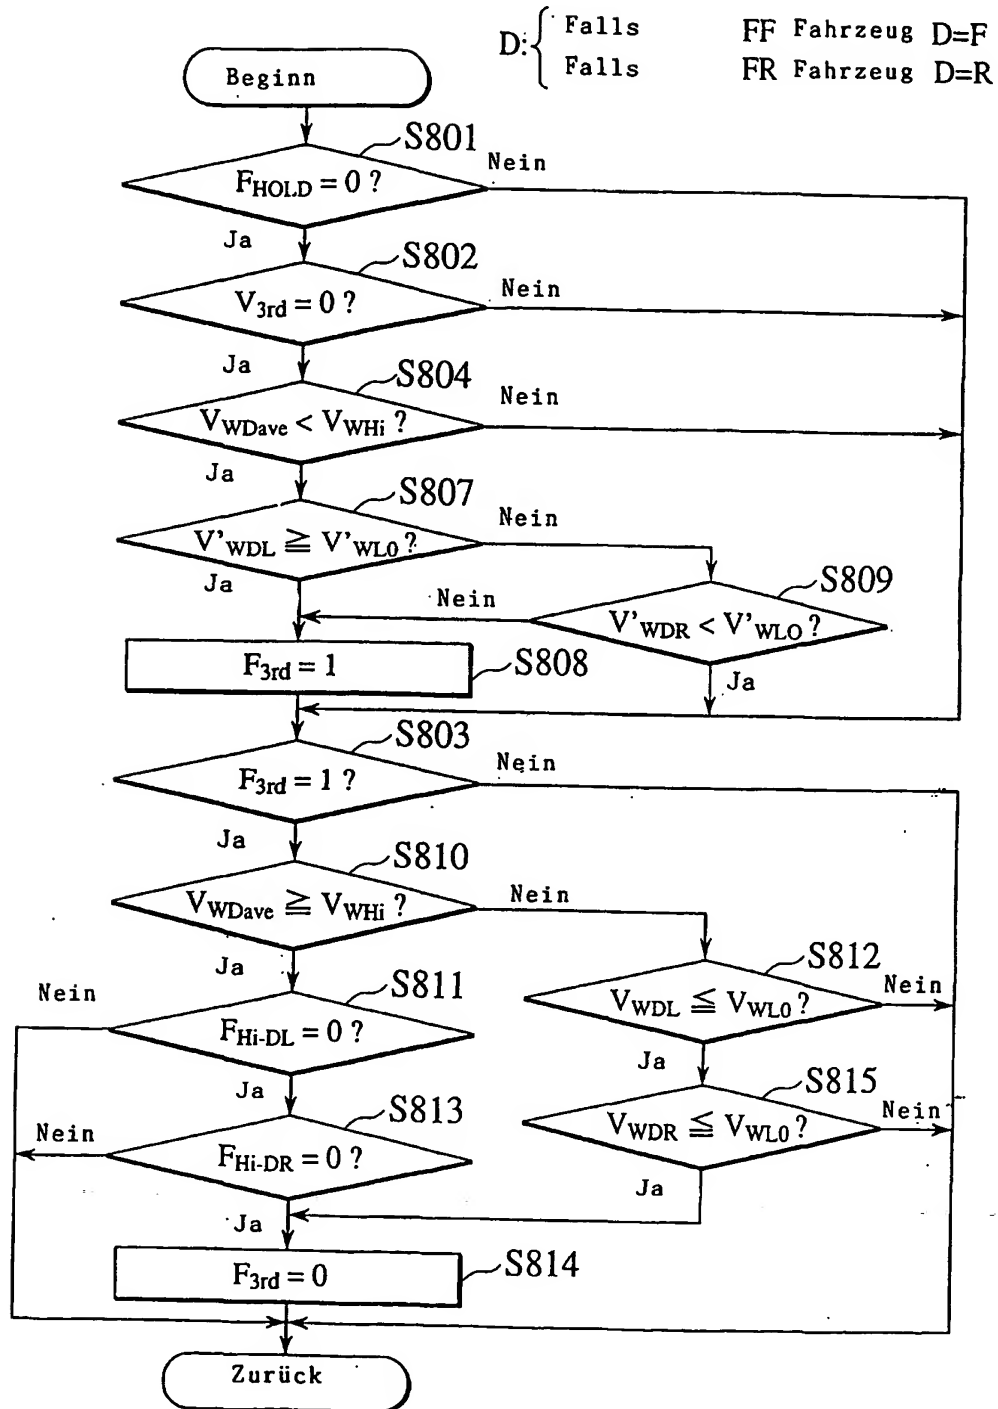 D: Falls FF Fahrzeug D=F
Falls FR Fahrzeug D=R
Beginn
S801
F_HOLD = 0 ?
Nein
Ja
S802
V_3rd = 0 ?
Nein
Ja
S804
V_WDave < V_WHi ?
Nein
Ja
S807
V'_WDL ≧ V'_WL0 ?
Nein
Ja
S809
V'_WDR < V'_WLO ?
Nein
Ja
F_3rd = 1
S808
S803
F_3rd = 1 ?
Nein
Ja
S810
V_WDave ≧ V_WHi ?
Nein
Ja
S812
V_WDL ≦ V_WL0 ?
Nein
Ja
S811
F_Hi-DL = 0 ?
Nein
Ja
S815
V_WDR ≦ V_WL0 ?
Nein
Ja
S813
F_Hi-DR = 0 ?
Nein
Ja
F_3rd = 0
S814
Zurück